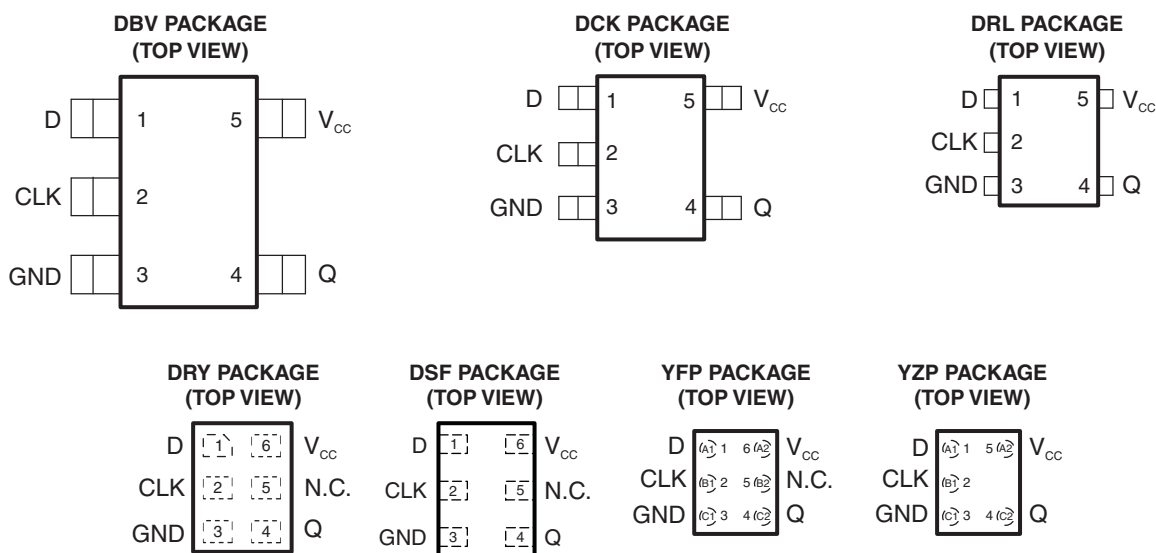 DBV PACKAGE
(TOP VIEW)
D 1 5 VCC
CLK 2
GND 3 4 Q
DCK PACKAGE
(TOP VIEW)
D 1 5 VCC
CLK 2
GND 3 4 Q
DRL PACKAGE
(TOP VIEW)
D 1 5 VCC
CLK 2
GND 3 4 Q
DRY PACKAGE
(TOP VIEW)
D 1 6 VCC
CLK 2 5 N.C.
GND 3 4 Q
DSF PACKAGE
(TOP VIEW)
D 1 6 VCC
CLK 2 5 N.C.
GND 3 4 Q
YFP PACKAGE
(TOP VIEW)
D A1 1 6 A2 VCC
CLK B1 2 5 B2 N.C.
GND C1 3 4 C2 Q
YZP PACKAGE
(TOP VIEW)
D A1 1 5 A2 VCC
CLK B1 2
GND C1 3 4 C2 Q